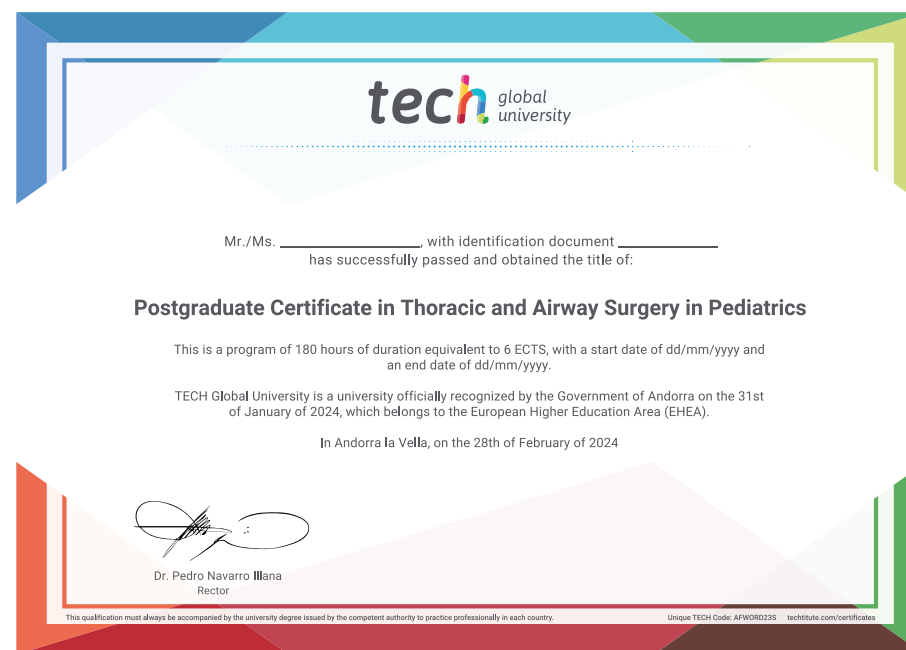 tech global
university
Mr./Ms. ____________, with identification document ____________
has successfully passed and obtained the title of:
Postgraduate Certificate in Thoracic and Airway Surgery in Pediatrics
This is a program of 180 hours of duration equivalent to 6 ECTS, with a start date of dd/mm/yyyy and
an end date of dd/mm/yyyy.
TECH Global University is a university officially recognized by the Government of Andorra on the 31st
of January of 2024, which belongs to the European Higher Education Area (EHEA).
In Andorra la Vella, on the 28th of February of 2024
Dr. Pedro Navarro Illana
Rector
This qualification must always be accompanied by the university degree issued by the competent authority to practice professionally in each country. Unique TECH Code: AFWORD23S techtitute.com/certificates